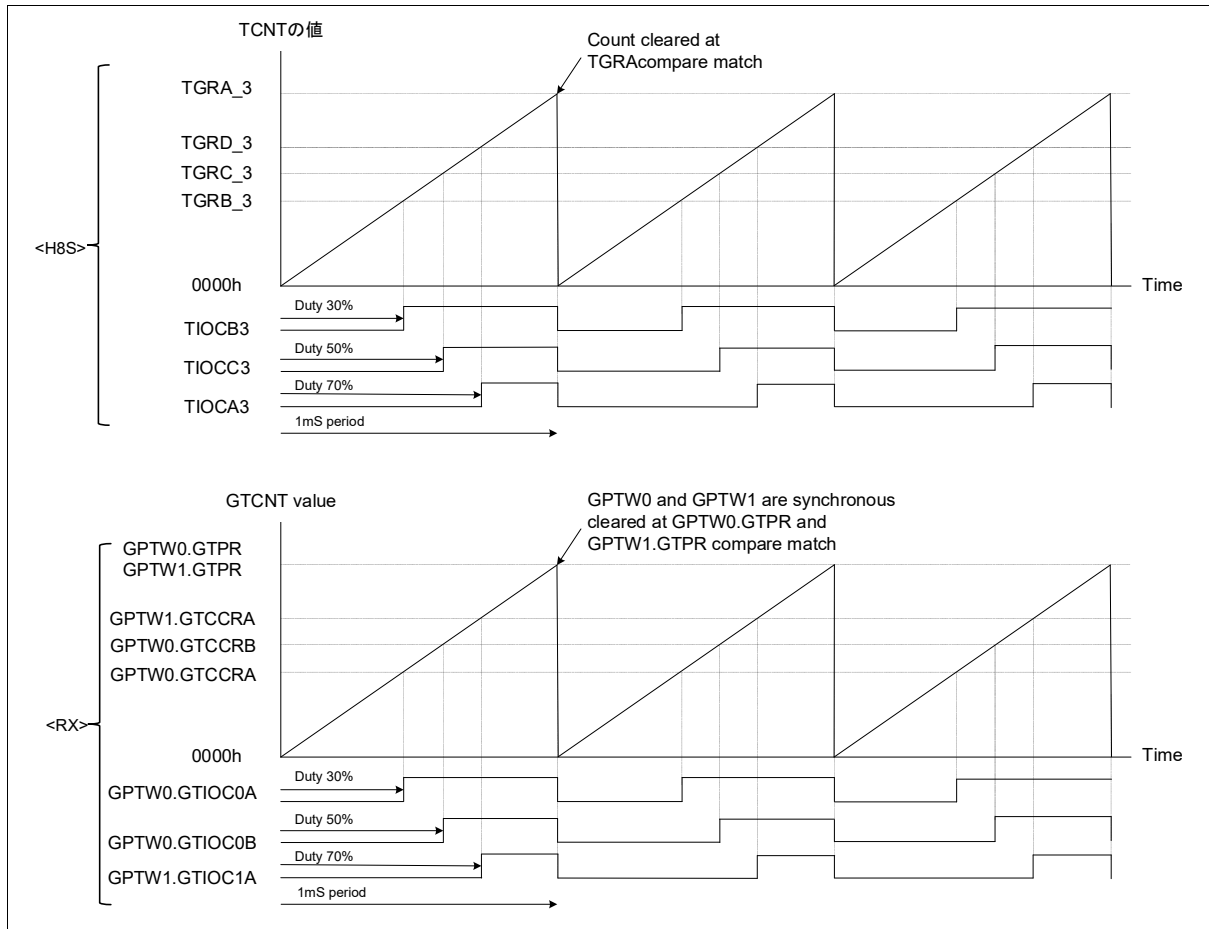 TCNTの値
Count cleared at
TGRAcompare match
TGRA_3
TGRD_3
TGRC_3
TGRB_3
<H8S>
0000h
Time
Duty 30%
TIOCB3
Duty 50%
TIOCC3
Duty 70%
TIOCA3
1mS period
GTCNT value
GPTW0 and GPTW1 are synchronous
cleared at GPTW0.GTPR and
GPTW1.GTPR compare match
GPTW0.GTPR
GPTW1.GTPR
GPTW1.GTCCRA
GPTW0.GTCCRB
GPTW0.GTCCRA
<RX>
0000h
Time
Duty 30%
GPTW0.GTIOC0A
Duty 50%
GPTW0.GTIOC0B
Duty 70%
GPTW1.GTIOC1A
1mS period